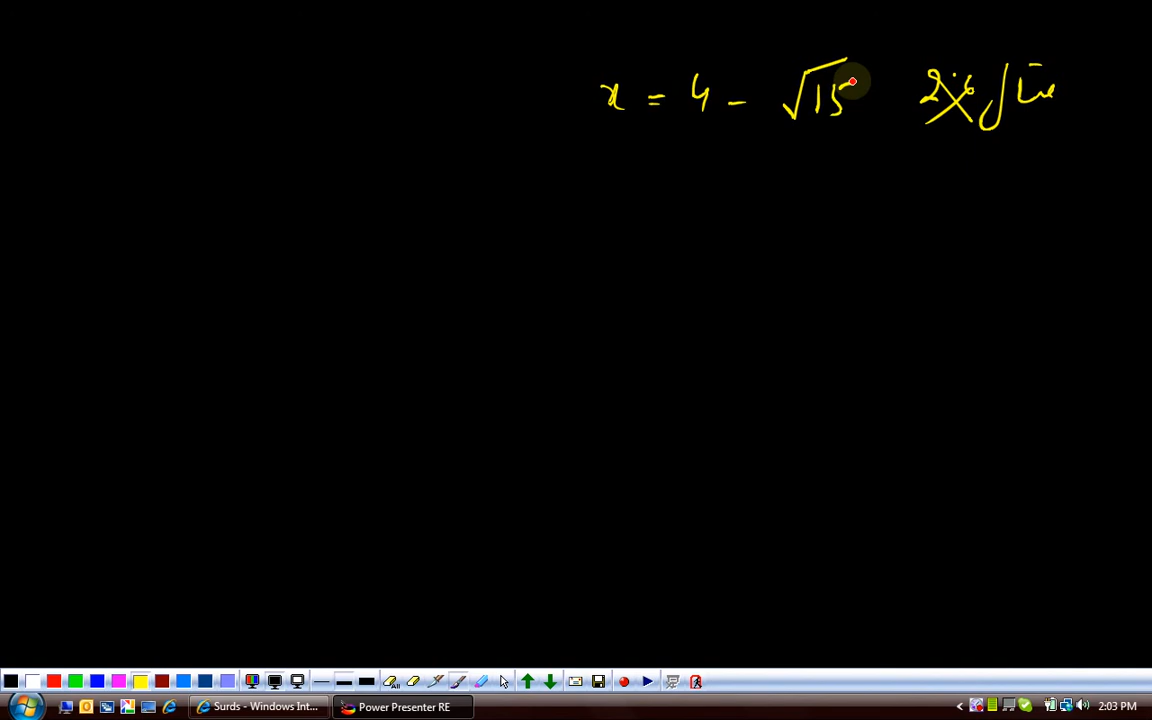 x = 4 - √15
Surds - Windows Int... Power Presenter RE 2:03 PM